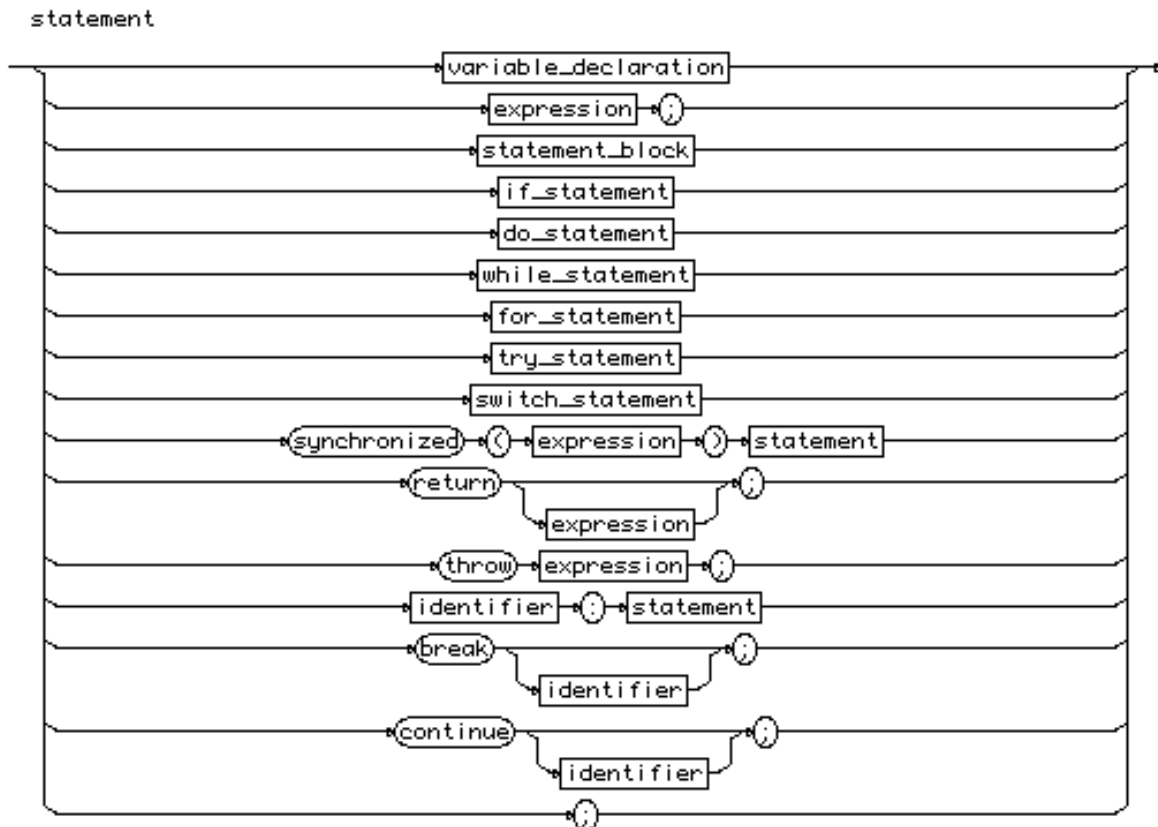 statement
variable_declaration
expression ;
statement_block
if_statement
do_statement
while_statement
for_statement
try_statement
switch_statement
synchronized ( expression ) statement
return ;
expression
throw expression ;
identifier : statement
break ;
identifier
continue ;
identifier
;